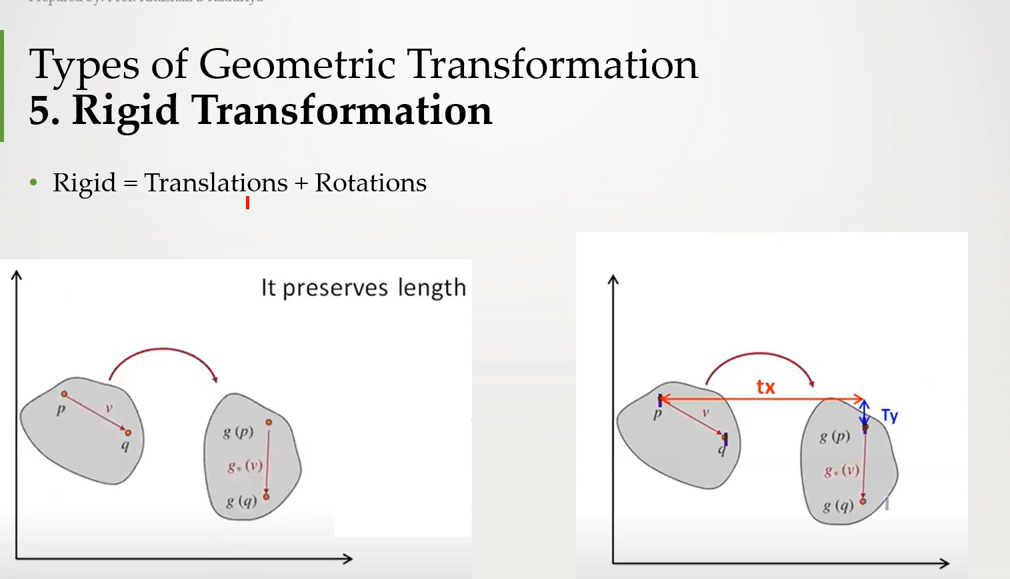 Types of Geometric Transformation
5. Rigid Transformation
• Rigid = Translations + Rotations
It preserves length
p
v
q
g (p)
g* (v)
g (q)
tx
Ty
p
v
q
g (p)
g* (v)
g (q)